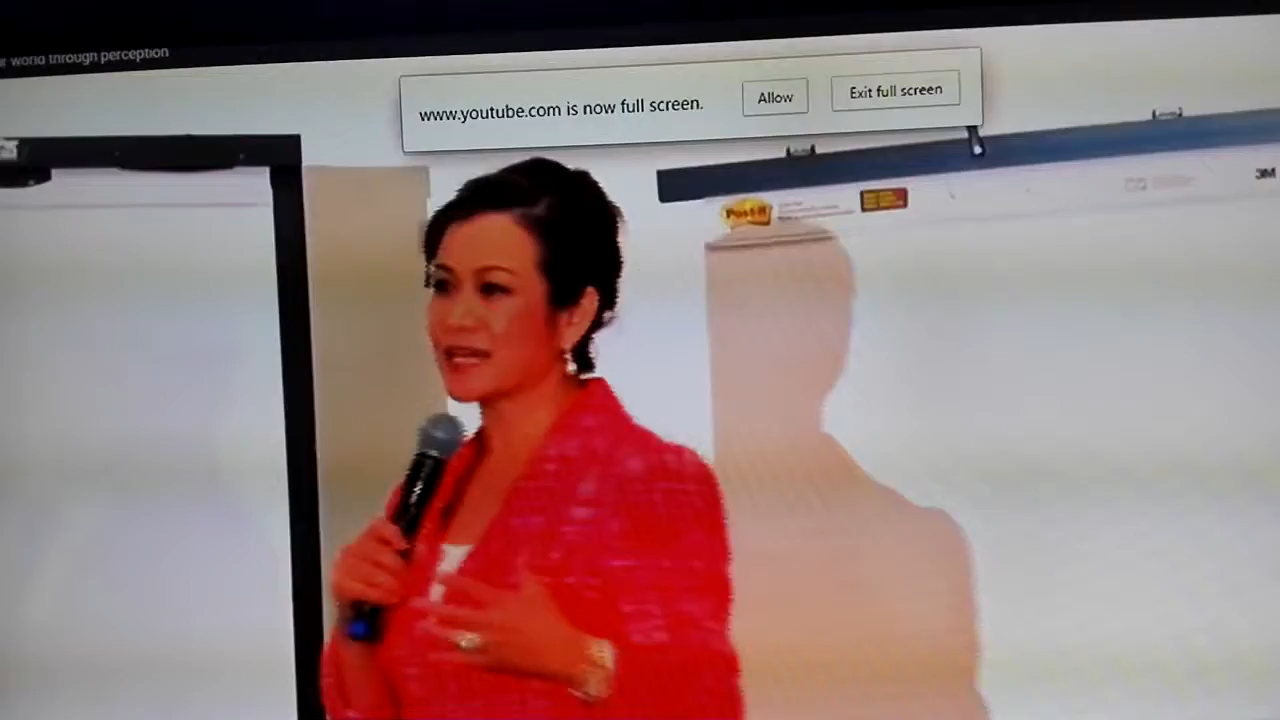 world through perception
www.youtube.com is now full screen.
Allow
Exit full screen
Post-it
3M